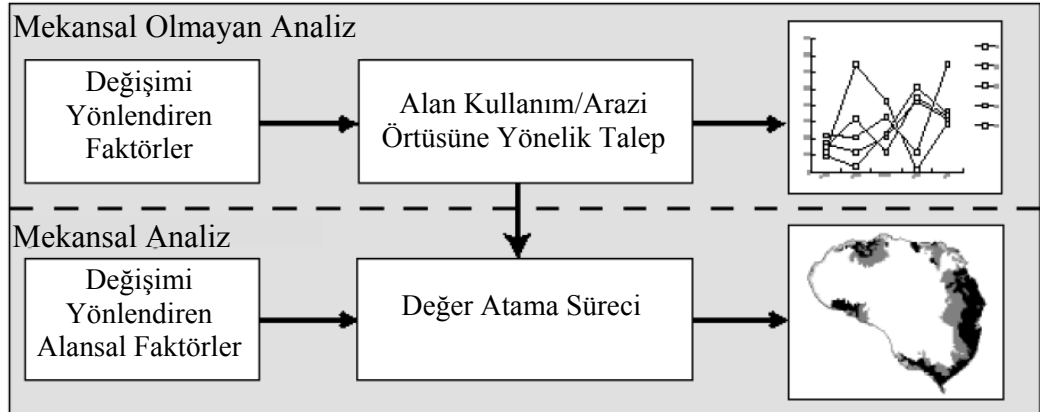 Mekansal Olmayan Analiz
Değişimi
Yönlendiren
Faktörler
Alan Kullanım/Arazi
Örtüsüne Yönelik Talep
Mekansal Analiz
Değişimi
Yönlendiren
Alansal Faktörler
Değer Atama Süreci